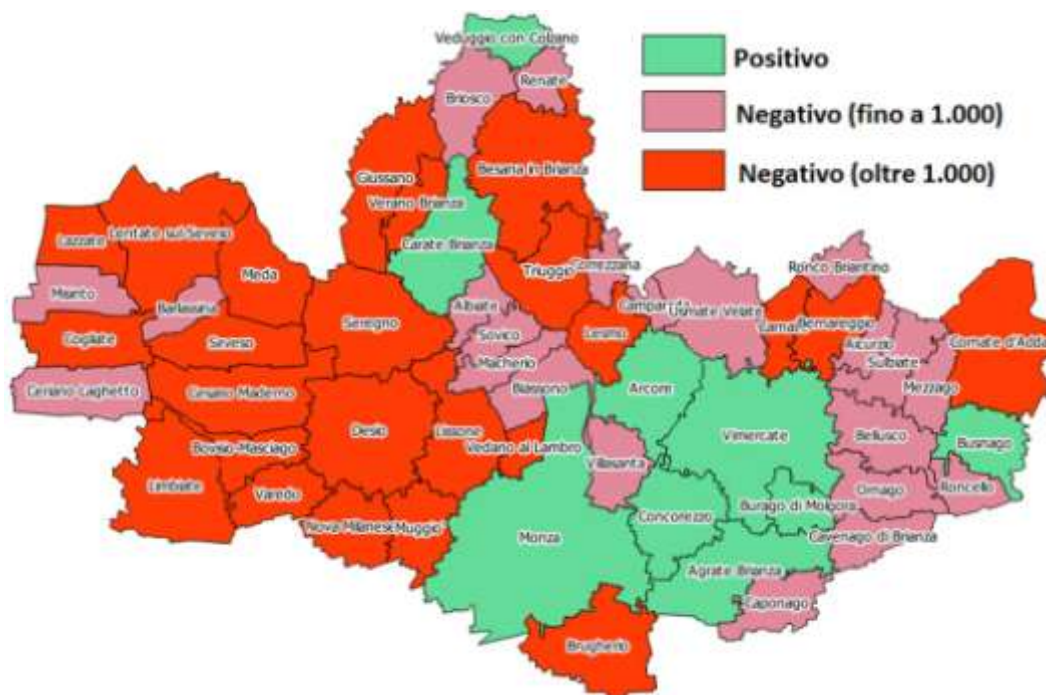 Veduggio con Colzano
Positivo
Renate
Briosco
Negativo (fino a 1.000)
Besana in Brianza
Giussano
Negativo (oltre 1.000)
Verano Brianza
Lentate sul Seveso
Lazzate
Carate Brianza
Correzzana
Ronco Briantino
Meda
Triuggio
Misinto
Barlassina
Albiate
Camparada
Usmate Velate
Carnate
Bernareggio
Seregno
Sovico
Lesmo
Aicurzio
Cogliate
Seveso
Sulbiate
Cornate d'Adda
Macherio
Ceriano Laghetto
Cesano Maderno
Biassono
Arcore
Mezzago
Desio
Lissone
Vimercate
Bellusco
Busnago
Bovisio-Masciago
Vedano al Lambro
Villasanta
Limbiate
Varedo
Ornago
Roncello
Burago di Molgora
Concorezzo
Nova Milanese
Muggiò
Monza
Cavenago di Brianza
Agrate Brianza
Caponago
Brugherio